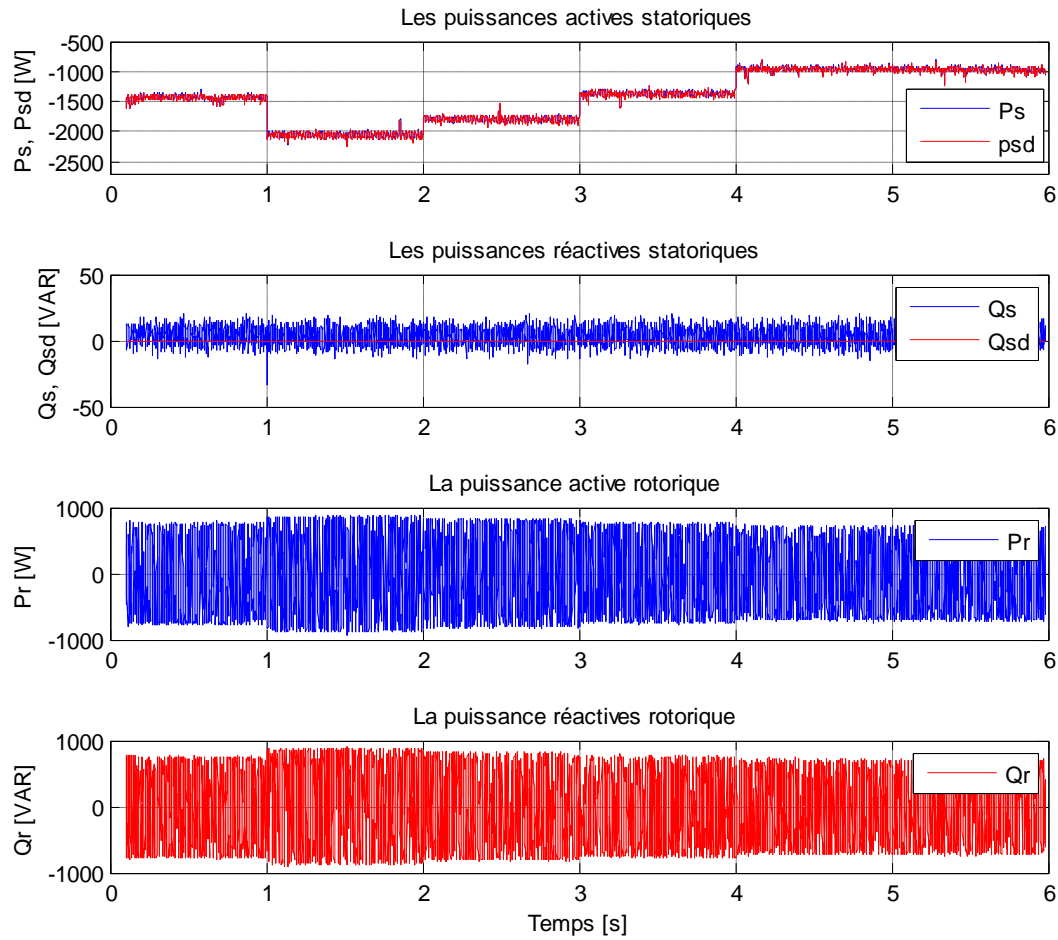 Les puissances actives statoriques
Ps, Psd [W]
-500
-1000
-1500
-2000
-2500
Ps
psd
0 1 2 3 4 5 6
Les puissances réactives statoriques
Qs, Qsd [VAR]
50
0
-50
Qs
Qsd
0 1 2 3 4 5 6
La puissance active rotorique
Pr [W]
1000
0
-1000
Pr
0 1 2 3 4 5 6
La puissance réactives rotorique
Qr [VAR]
1000
0
-1000
Qr
0 1 2 3 4 5 6
Temps [s]